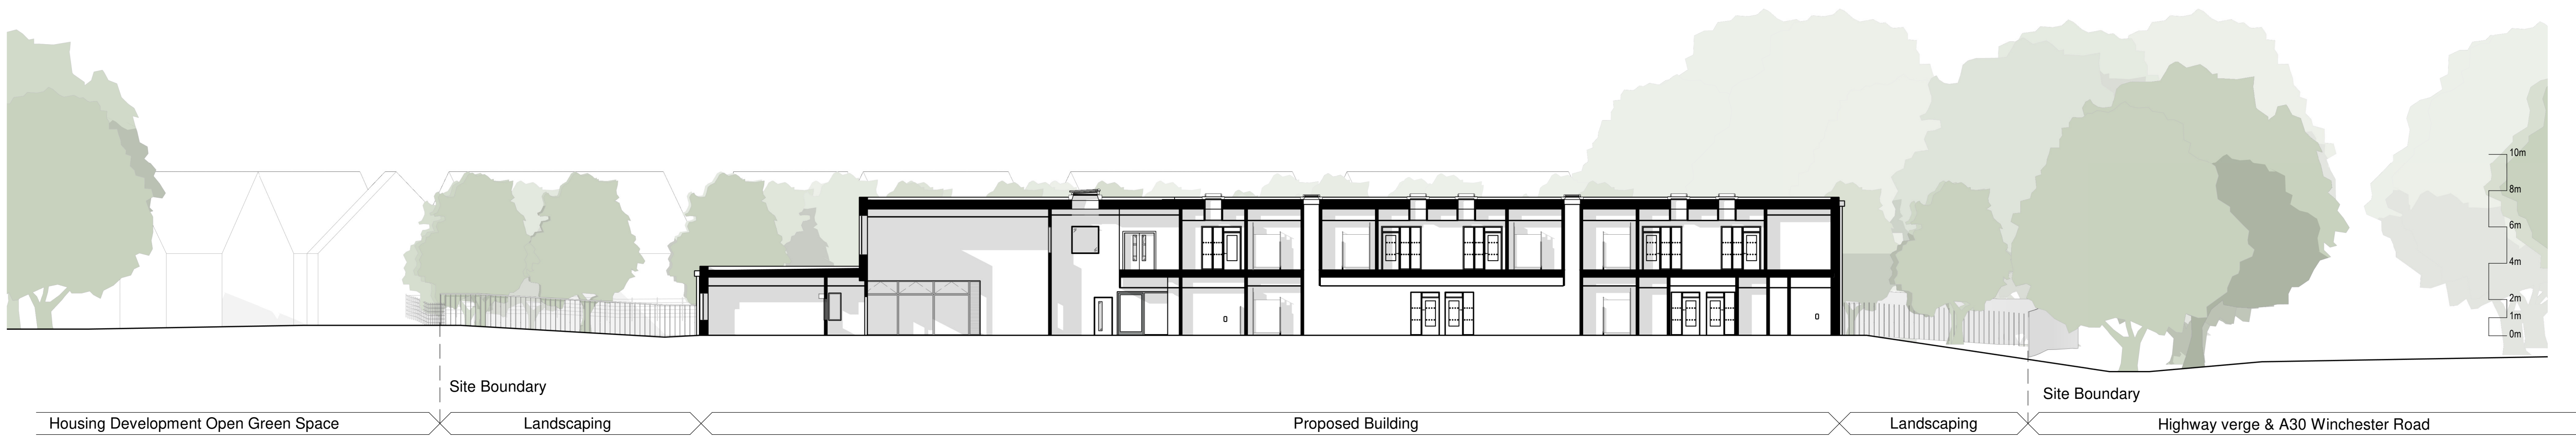 10m
8m
6m
4m
2m
1m
0m
Site Boundary
Site Boundary
Housing Development Open Green Space
Landscaping
Proposed Building
Landscaping
Highway verge & A30 Winchester Road